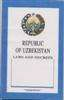 REPUBLIC
OF UZBEKISTAN
LAWS AND DECREES